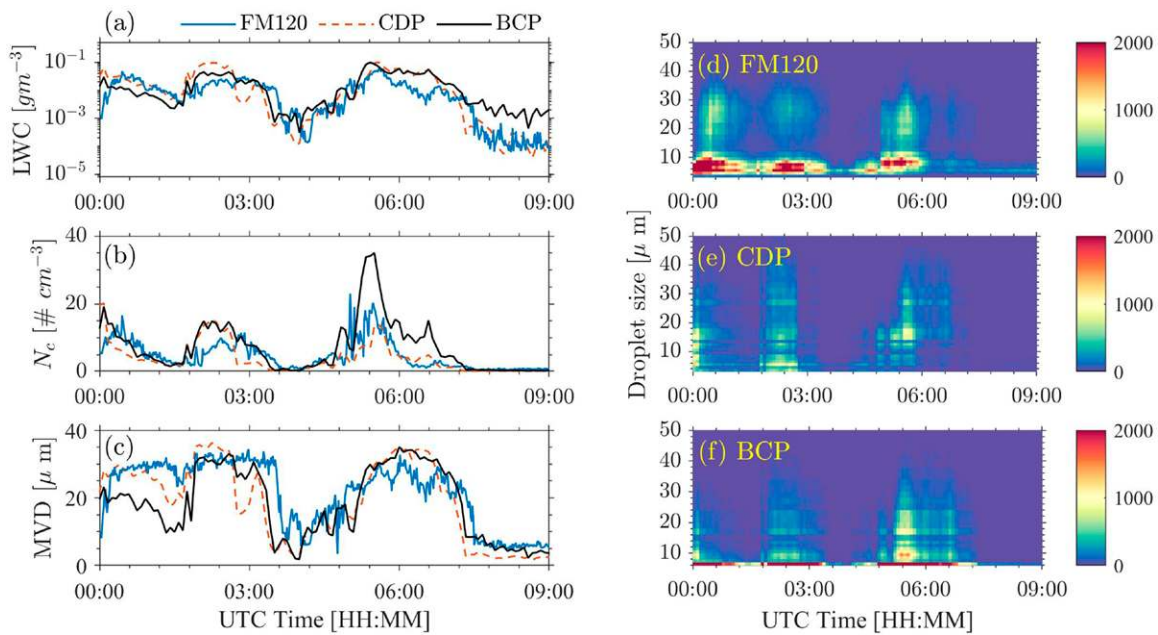 (a) FM120 CDP BCP
LWC [gm⁻³]
10⁻¹
10⁻³
10⁻⁵
00:00 03:00 06:00 09:00
(b)
N_c [# cm⁻³]
40
20
0
00:00 03:00 06:00 09:00
(c)
MVD [μ m]
40
20
0
00:00 03:00 06:00 09:00
UTC Time [HH:MM]
Droplet size [μ m]
(d) FM120
50
40
30
20
10
00:00 03:00 06:00 09:00
2000
1000
0
(e) CDP
50
40
30
20
10
00:00 03:00 06:00 09:00
2000
1000
0
(f) BCP
50
40
30
20
10
00:00 03:00 06:00 09:00
2000
1000
0
UTC Time [HH:MM]